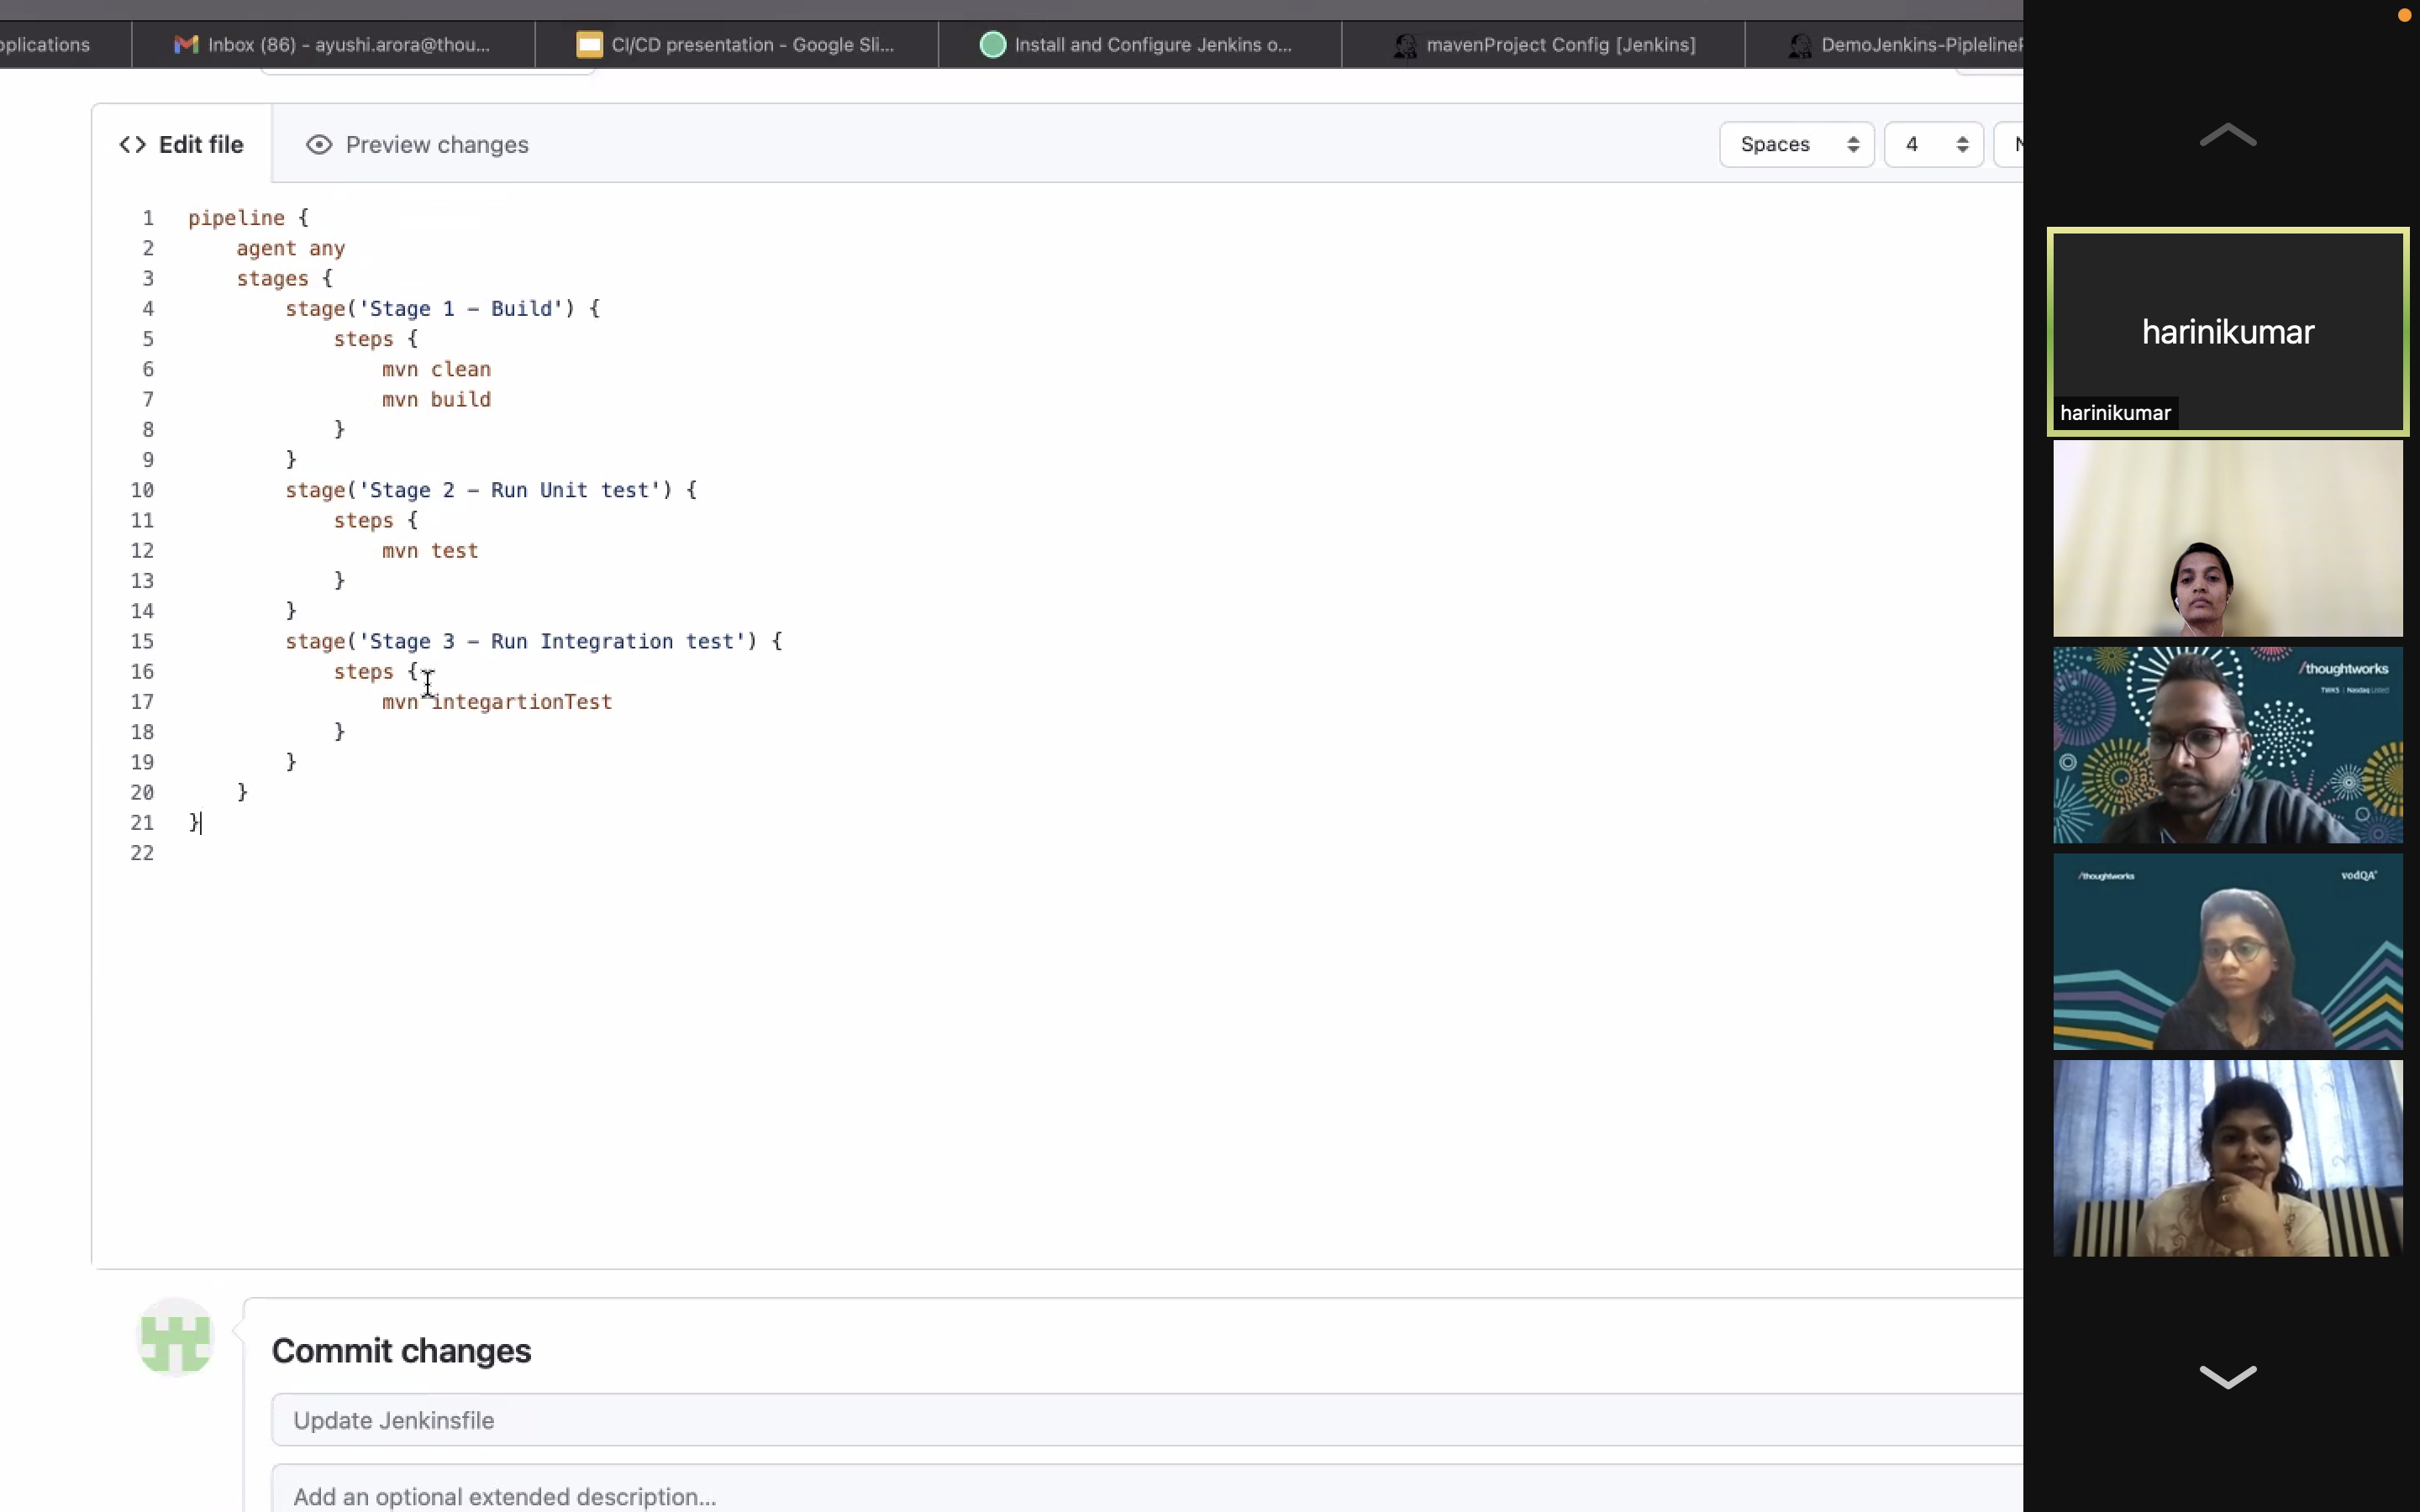 plications
Inbox (86) - ayushi.arora@thou...
CI/CD presentation - Google Sli...
Install and Configure Jenkins o...
mavenProject Config [Jenkins]
DemoJenkins-Pipleline
<> Edit file
Preview changes
Spaces
4
1 pipeline {
2 agent any
3 stages {
4 stage('Stage 1 – Build') {
5 steps {
6 mvn clean
7 mvn build
8 }
9 }
10 stage('Stage 2 – Run Unit test') {
11 steps {
12 mvn test
13 }
14 }
15 stage('Stage 3 – Run Integration test') {
16 steps {
17 mvn integartionTest
18 }
19 }
20 }
21 }
22
Commit changes
Update Jenkinsfile
Add an optional extended description...
harinikumar
harinikumar
/thoughtworks
TWKS | Nasdaq Listed
/thoughtworks
vodQA